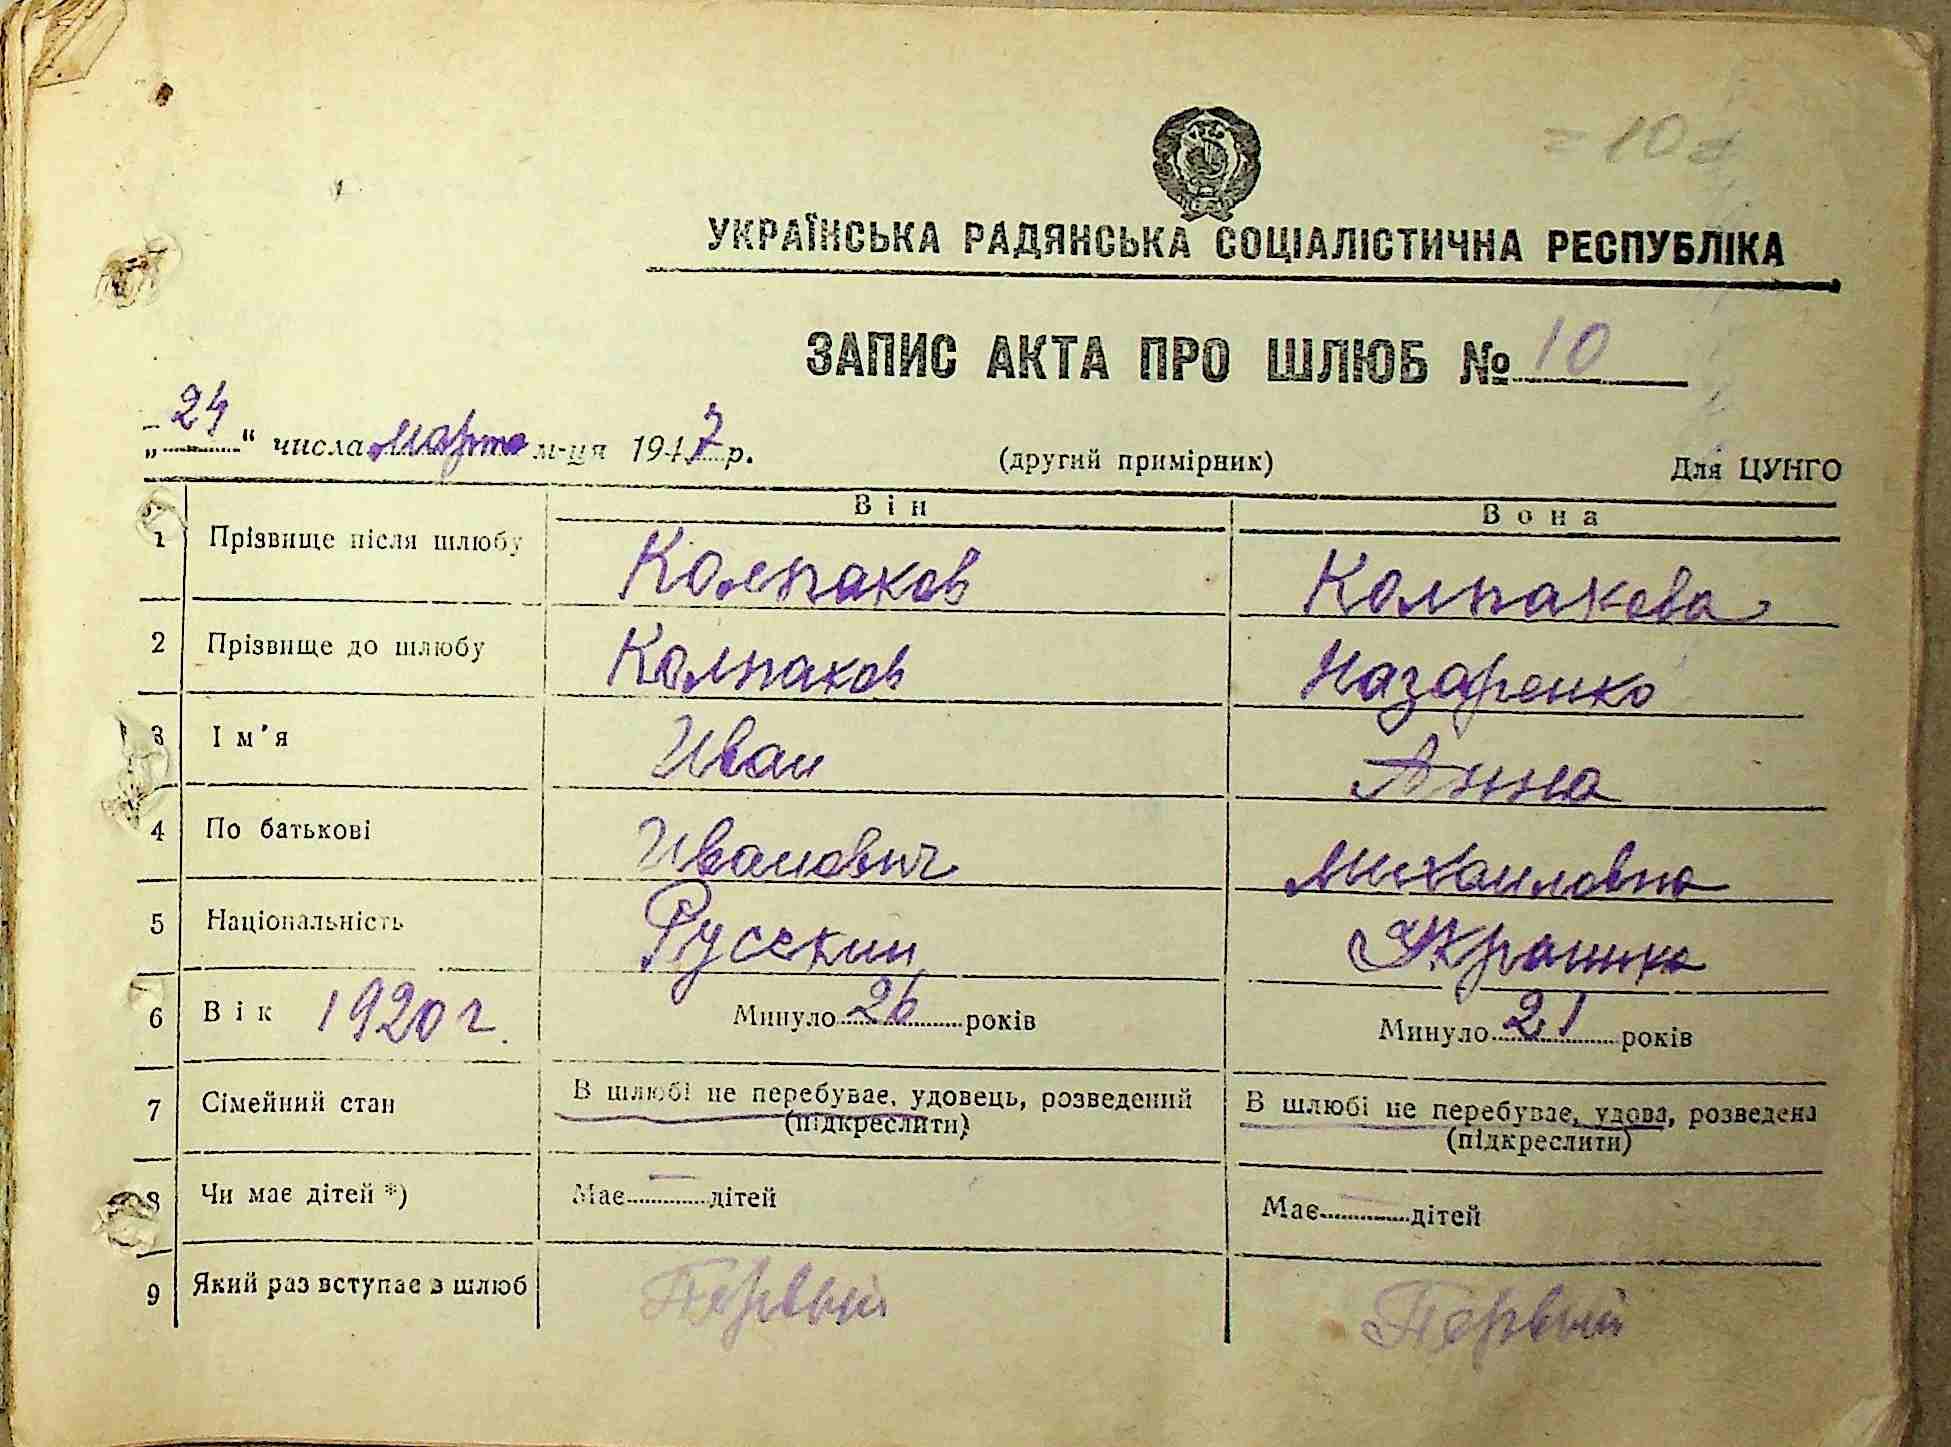 = 10 =
УКРАЇНСЬКА РАДЯНСЬКА СОЦІАЛІСТИЧНА РЕСПУБЛІКА
ЗАПИС АКТА ПРО ШЛЮБ № 10
„24“ числа марта м-ця 1947 р. (другий примірник) Для ЦУНГО
Він Вона
1 Прізвище після шлюбу Колпаков Колпакова
2 Прізвище до шлюбу Колпаков Назаренко
3 Ім'я Иван Анна
4 По батькові Иванович Михаиловна
5 Національність Русский Украинка
6 Вік 1920 г. Минуло 26 років Минуло 21 років
7 Сімейний стан В шлюбі не перебуває, удовець, розведений (підкреслити) В шлюбі не перебуває, удова, розведена (підкреслити)
8 Чи має дітей *) Має — дітей Має — дітей
9 Який раз вступає в шлюб Первый Первый